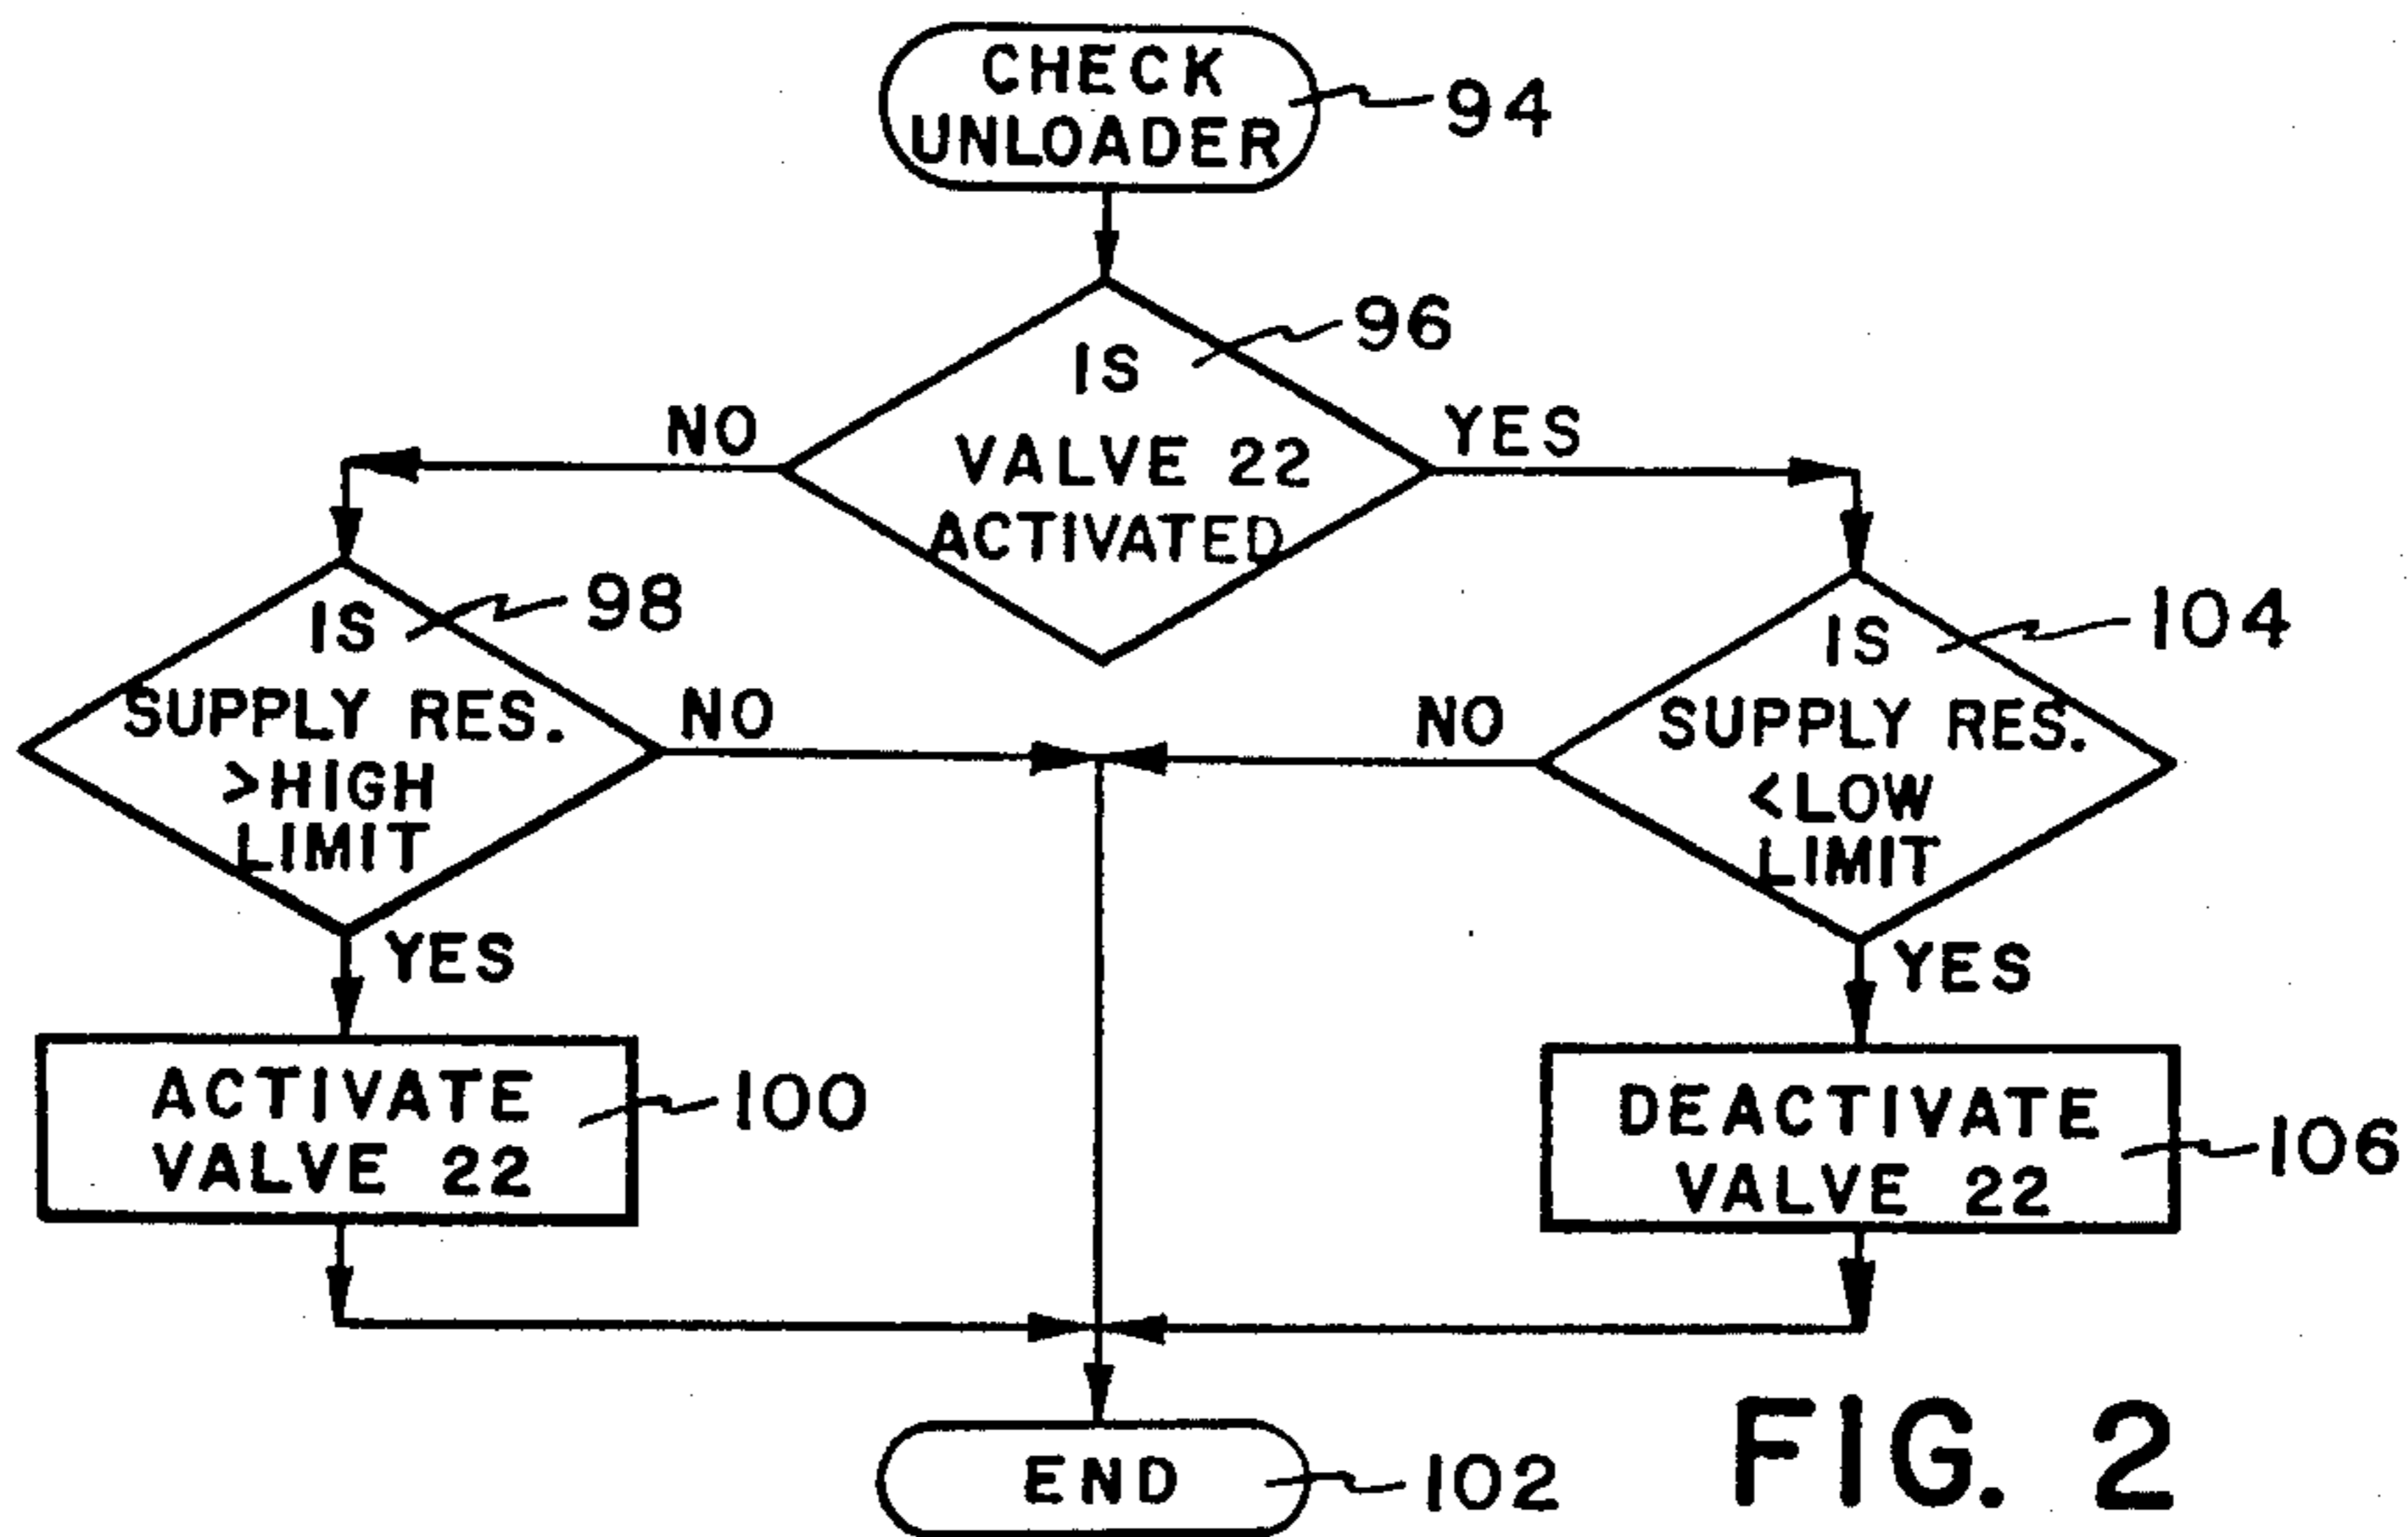 CHECK
UNLOADER
94
96
IS
VALVE 22
ACTIVATED
NO
YES
98
IS
SUPPLY RES.
>HIGH
LIMIT
NO
YES
104
IS
SUPPLY RES.
<LOW
LIMIT
NO
YES
ACTIVATE
VALVE 22
100
DEACTIVATE
VALVE 22
106
END
102
FIG. 2